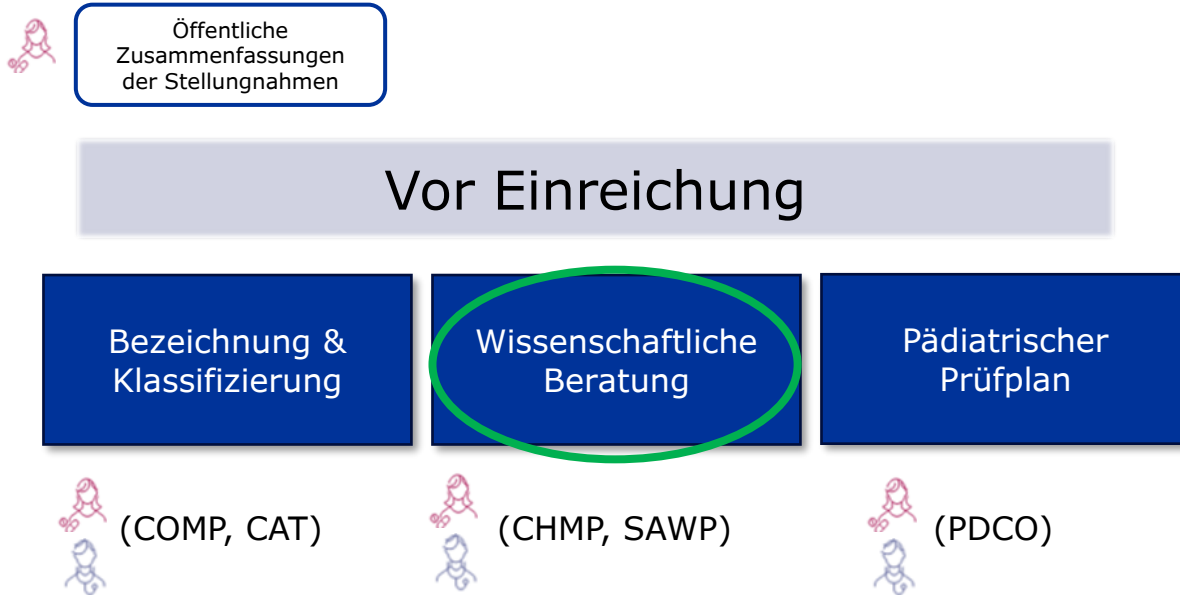 Öffentliche
Zusammenfassungen
der Stellungnahmen
Vor Einreichung
Bezeichnung &
Klassifizierung
Wissenschaftliche
Beratung
Pädiatrischer
Prüfplan
(COMP, CAT)
(CHMP, SAWP)
(PDCO)